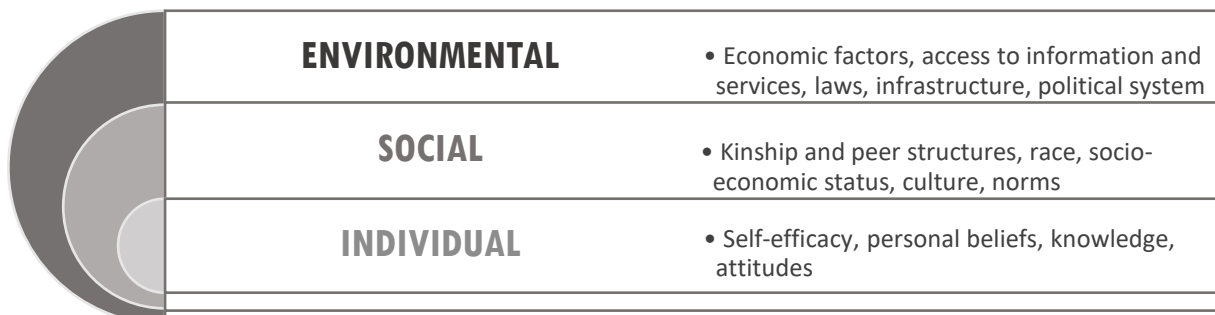 ENVIRONMENTAL
• Economic factors, access to information and
services, laws, infrastructure, political system
SOCIAL
• Kinship and peer structures, race, socio-
economic status, culture, norms
INDIVIDUAL
• Self-efficacy, personal beliefs, knowledge,
attitudes